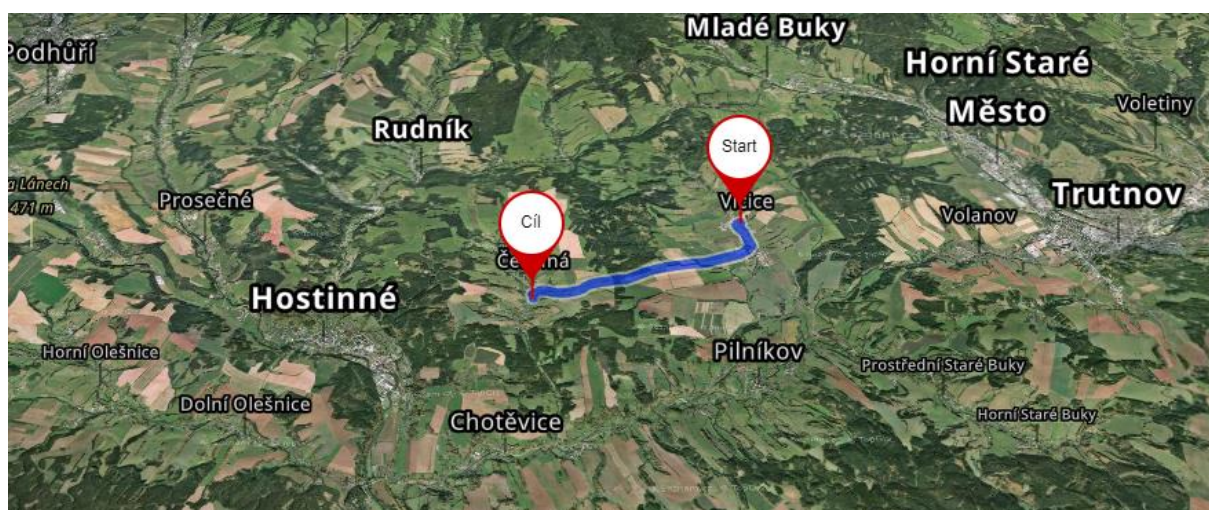 Mladé Buky
Podhůří
Horní Staré
Město
Voletiny
Rudník
Start
Lánech
471 m
Prosečné
Vlčice
Trutnov
Volanov
Cíl
Hostinné
Horní Olešnice
Pilníkov
Prostřední Staré Buky
Dolní Olešnice
Chotěvice
Horní Staré Buky